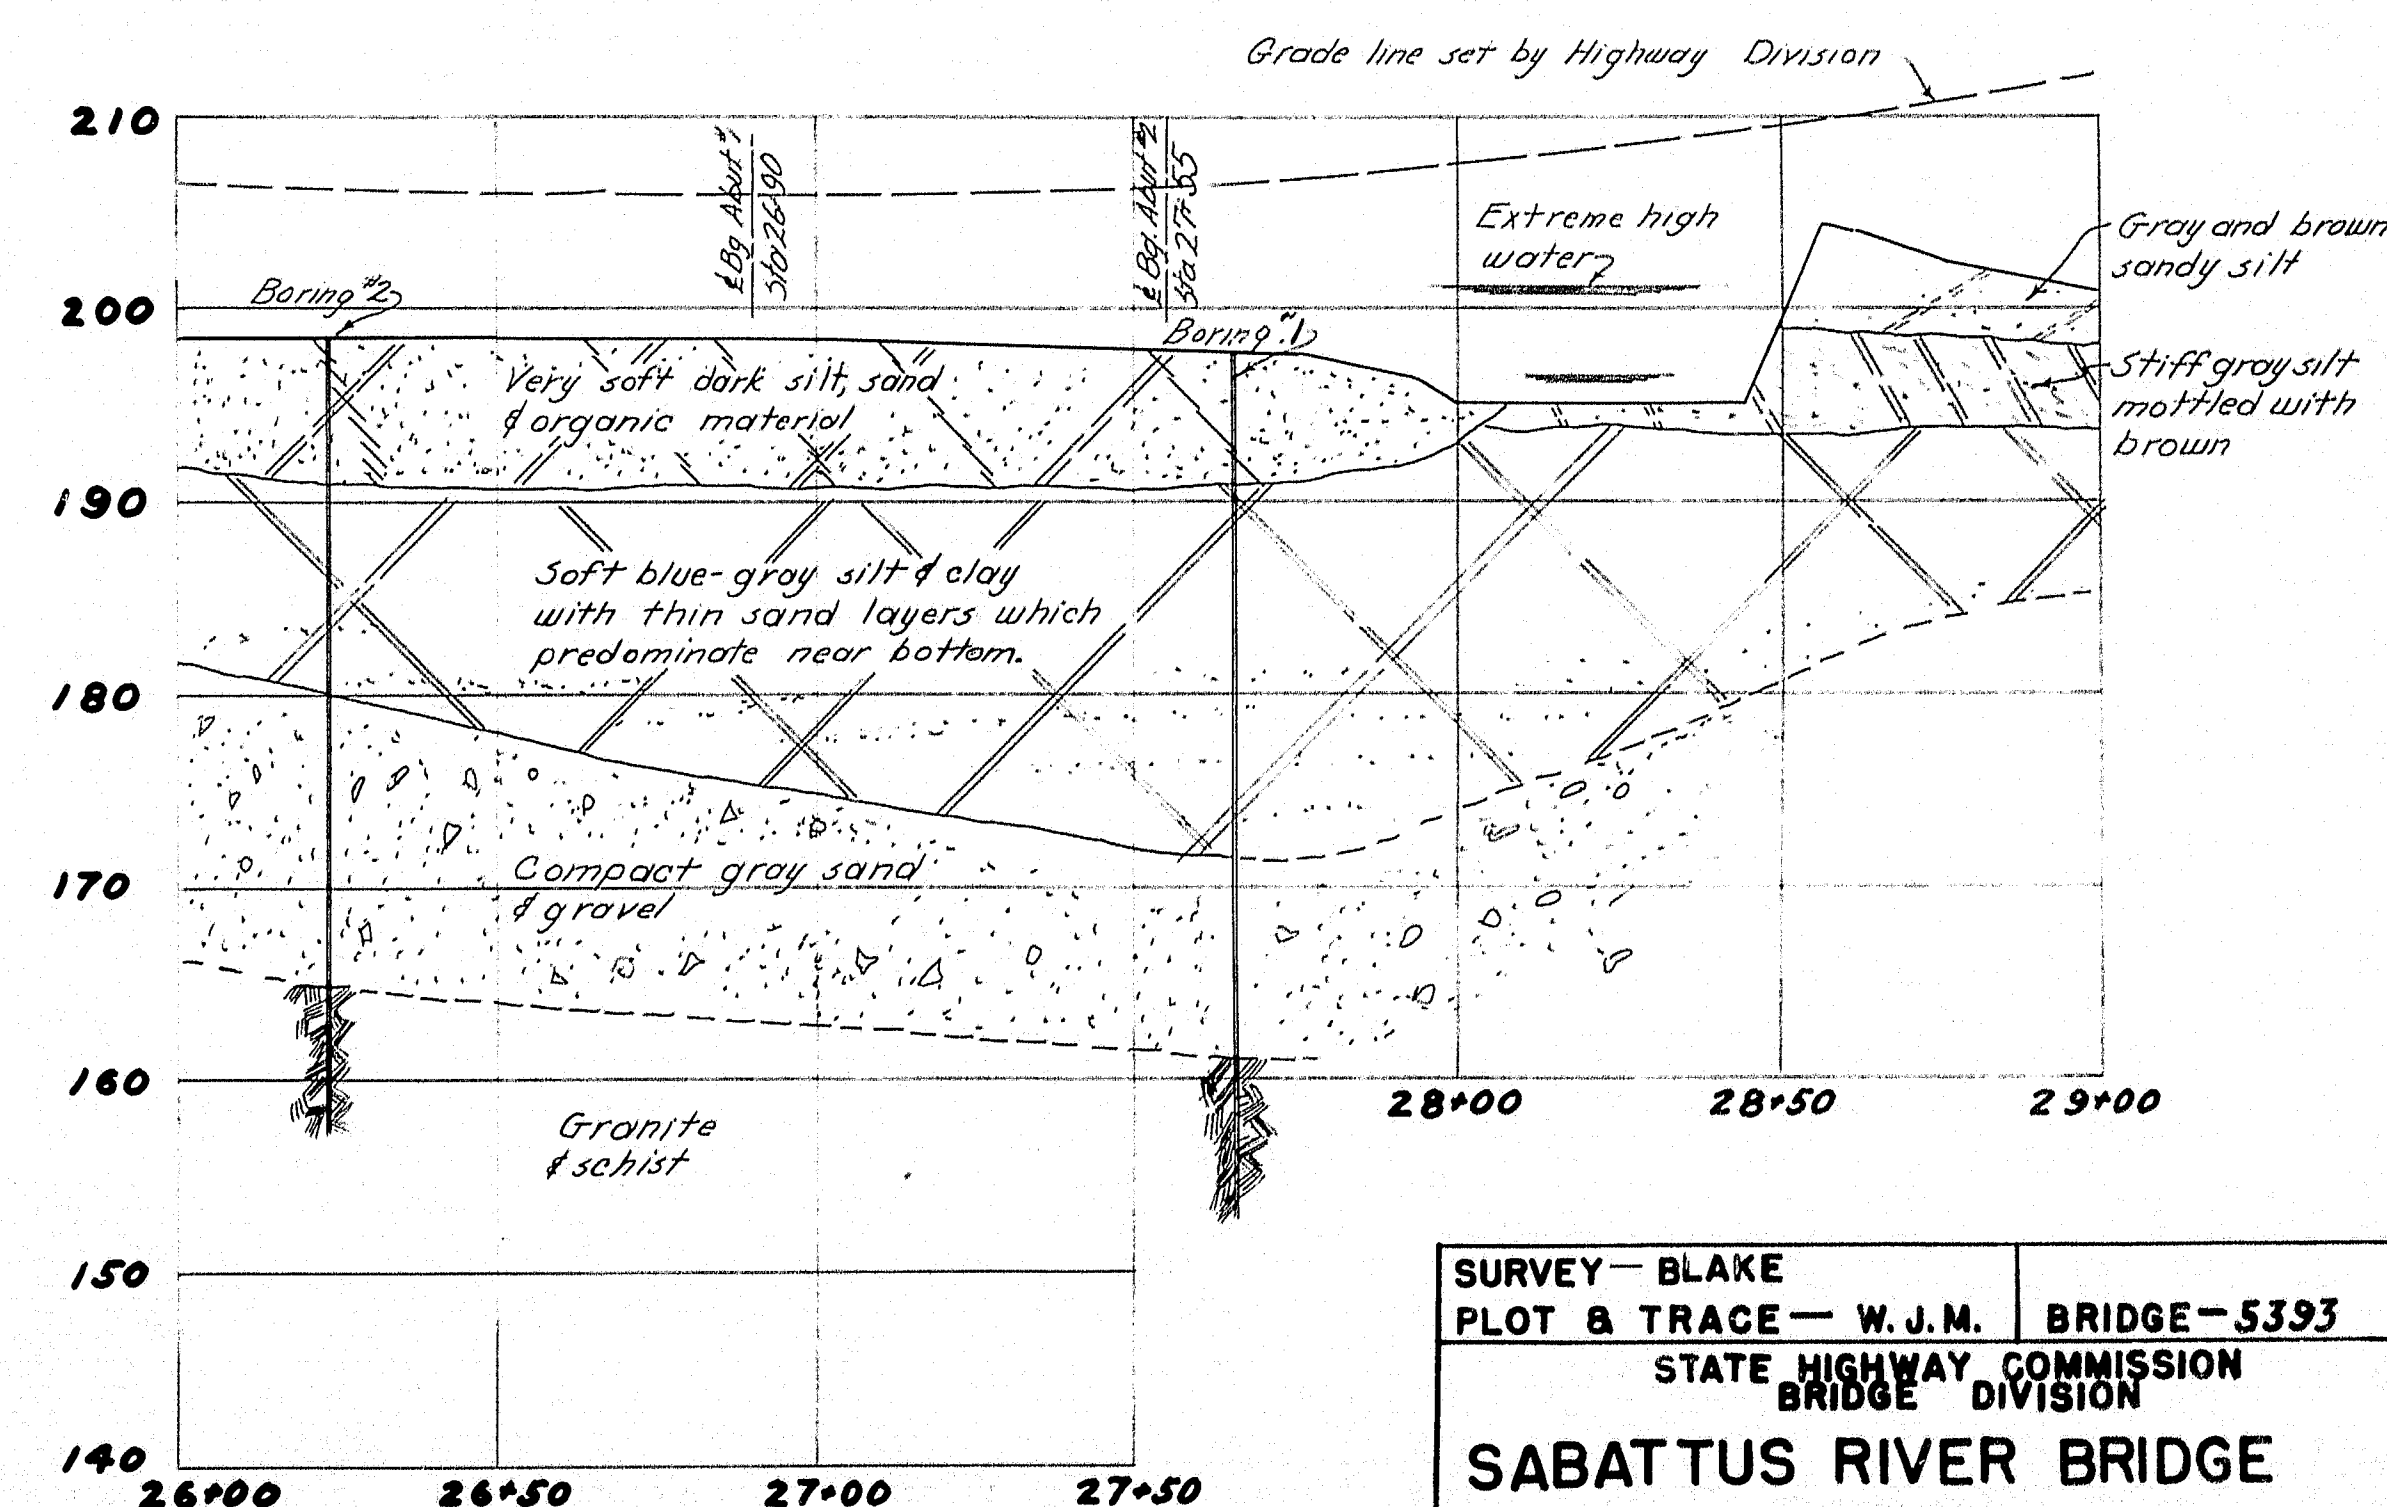 Grade line set by Highway Division
210
℄ Bg Abut #1
Sta 26+90
℄ Bg. Abut #2
Sta 27+55
Extreme high
water
Gray and brown
sandy silt
Boring #2
200
Boring #1
Very soft dark silt, sand
& organic material
Stiff gray silt
mottled with
brown
190
Soft blue-gray silt & clay
with thin sand layers which
predominate near bottom.
180
170
Compact gray sand
& gravel
160
28+00 28+50 29+00
Granite
& schist
150
140
26+00 26+50 27+00 27+50
SURVEY — BLAKE
PLOT & TRACE — W. J. M.
BRIDGE — 5393
STATE HIGHWAY COMMISSION
BRIDGE DIVISION
SABATTUS RIVER BRIDGE